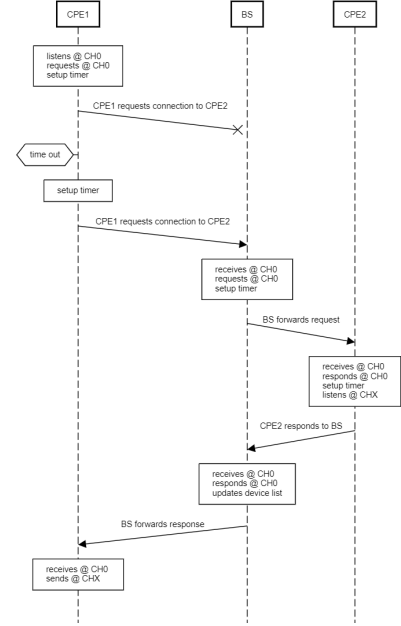 CPE1
BS
CPE2
listens @ CH0
requests @ CH0
setup timer
CPE1 requests connection to CPE2
time out
setup timer
CPE1 requests connection to CPE2
receives @ CH0
requests @ CH0
setup timer
BS forwards request
receives @ CH0
responds @ CH0
setup timer
listens @ CHX
CPE2 responds to BS
receives @ CH0
responds @ CH0
updates device list
BS forwards response
receives @ CH0
sends @ CHX